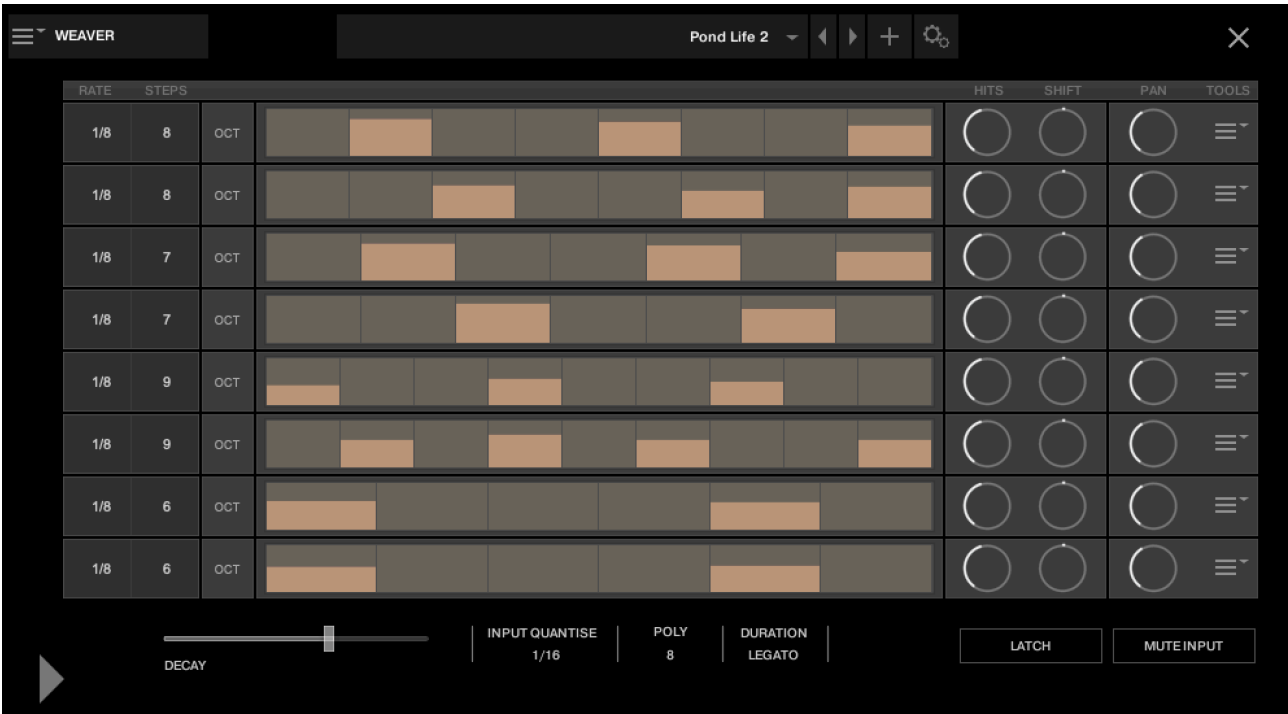 WEAVER
Pond Life 2
RATE STEPS HITS SHIFT PAN TOOLS
1/8 8 OCT
1/8 8 OCT
1/8 7 OCT
1/8 7 OCT
1/8 9 OCT
1/8 9 OCT
1/8 6 OCT
1/8 6 OCT
DECAY
INPUT QUANTISE
1/16
POLY
8
DURATION
LEGATO
LATCH
MUTE INPUT